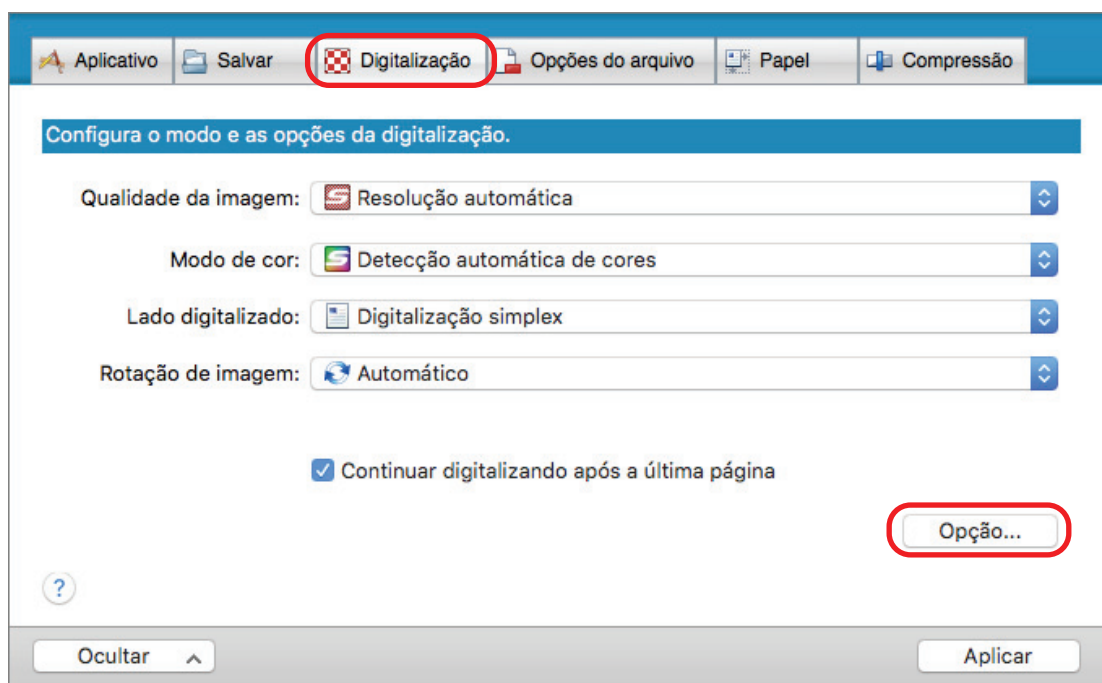 Aplicativo Salvar Digitalização Opções do arquivo Papel Compressão
Configura o modo e as opções da digitalização.
Qualidade da imagem: Resolução automática
Modo de cor: Detecção automática de cores
Lado digitalizado: Digitalização simplex
Rotação de imagem: Automático
Continuar digitalizando após a última página
Opção...
?
Ocultar Aplicar